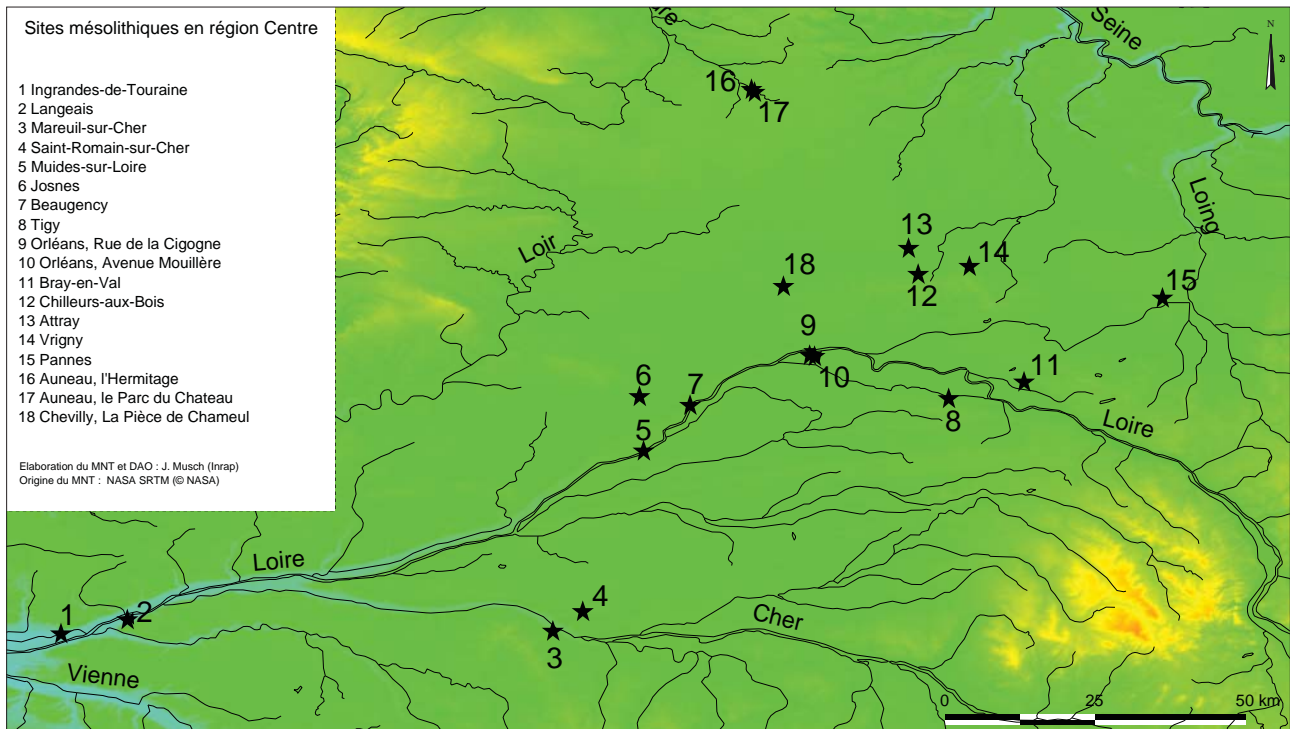 Sites mésolithiques en région Centre
1 Ingrandes-de-Touraine
2 Langeais
3 Mareuil-sur-Cher
4 Saint-Romain-sur-Cher
5 Muides-sur-Loire
6 Josnes
7 Beaugency
8 Tigy
9 Orléans, Rue de la Cigogne
10 Orléans, Avenue Mouillère
11 Bray-en-Val
12 Chilleurs-aux-Bois
13 Attray
14 Vrigny
15 Pannes
16 Auneau, l'Hermitage
17 Auneau, le Parc du Chateau
18 Chevilly, La Pièce de Chameul
Elaboration du MNT et DAO : J. Musch (Inrap)
Origine du MNT : NASA SRTM (© NASA)
Seine
N
16
17
Loing
Loir
13
14
12
18
15
9
10
11
6
7
8
Loire
5
Loire
4
3
Cher
1
2
Vienne
0 25 50 km